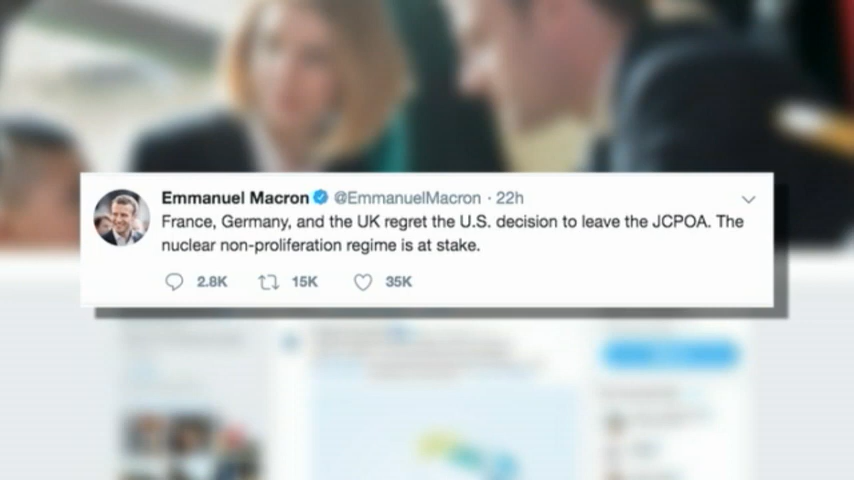 Emmanuel Macron @EmmanuelMacron · 22h
France, Germany, and the UK regret the U.S. decision to leave the JCPOA. The
nuclear non-proliferation regime is at stake.
2.8K 15K 35K